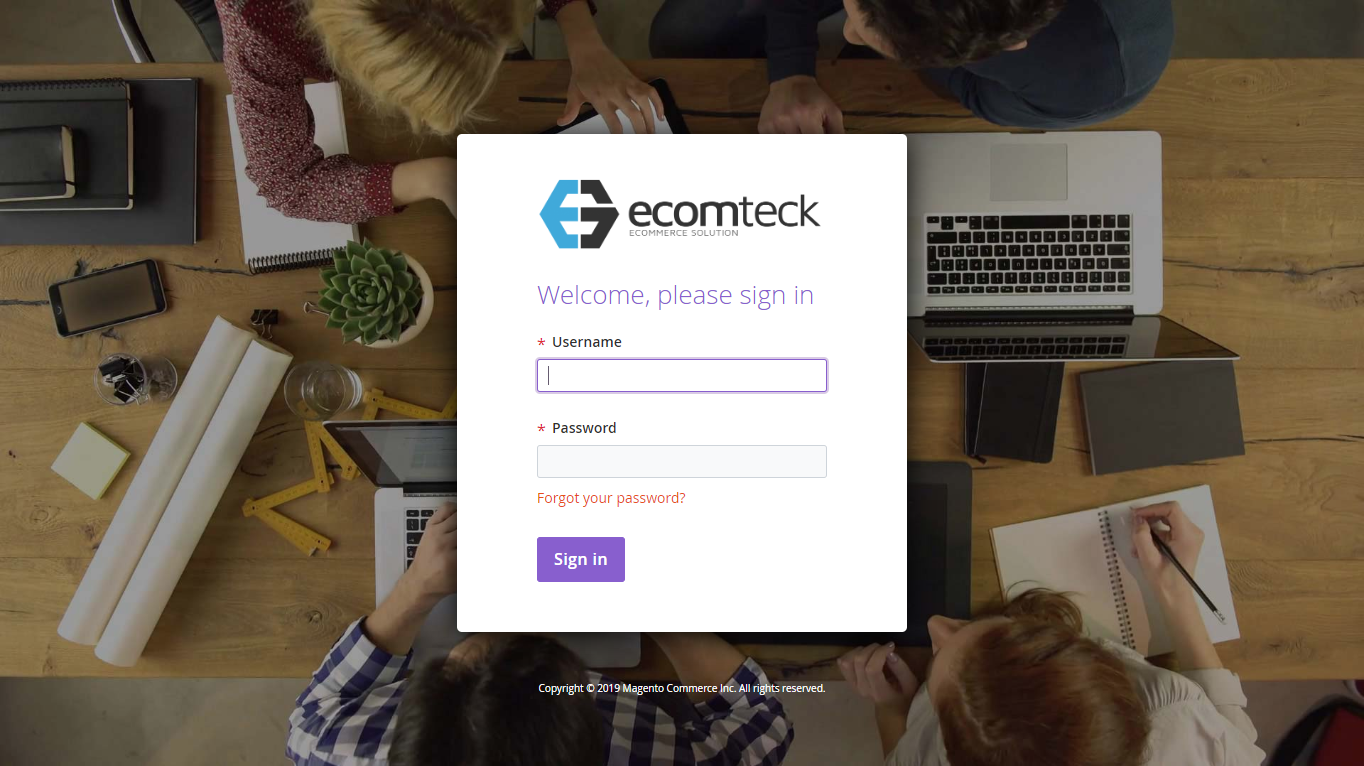 ecomteck
ECOMMERCE SOLUTION
Welcome, please sign in
* Username
* Password
Forgot your password?
Sign in
Copyright © 2019 Magento Commerce Inc. All rights reserved.